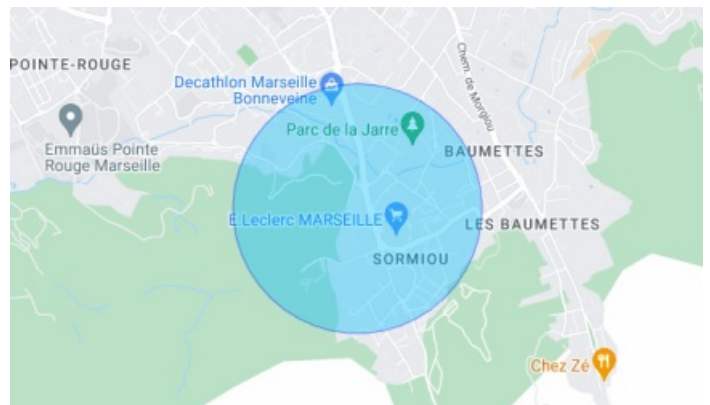 POINTE-ROUGE
Decathlon Marseille
Bonneveine
Chem. de Morgiou
Parc de la Jarre
Emmaüs Pointe
Rouge Marseille
BAUMETTES
E.Leclerc MARSEILLE
LES BAUMETTES
SORMIOU
Chez Zé